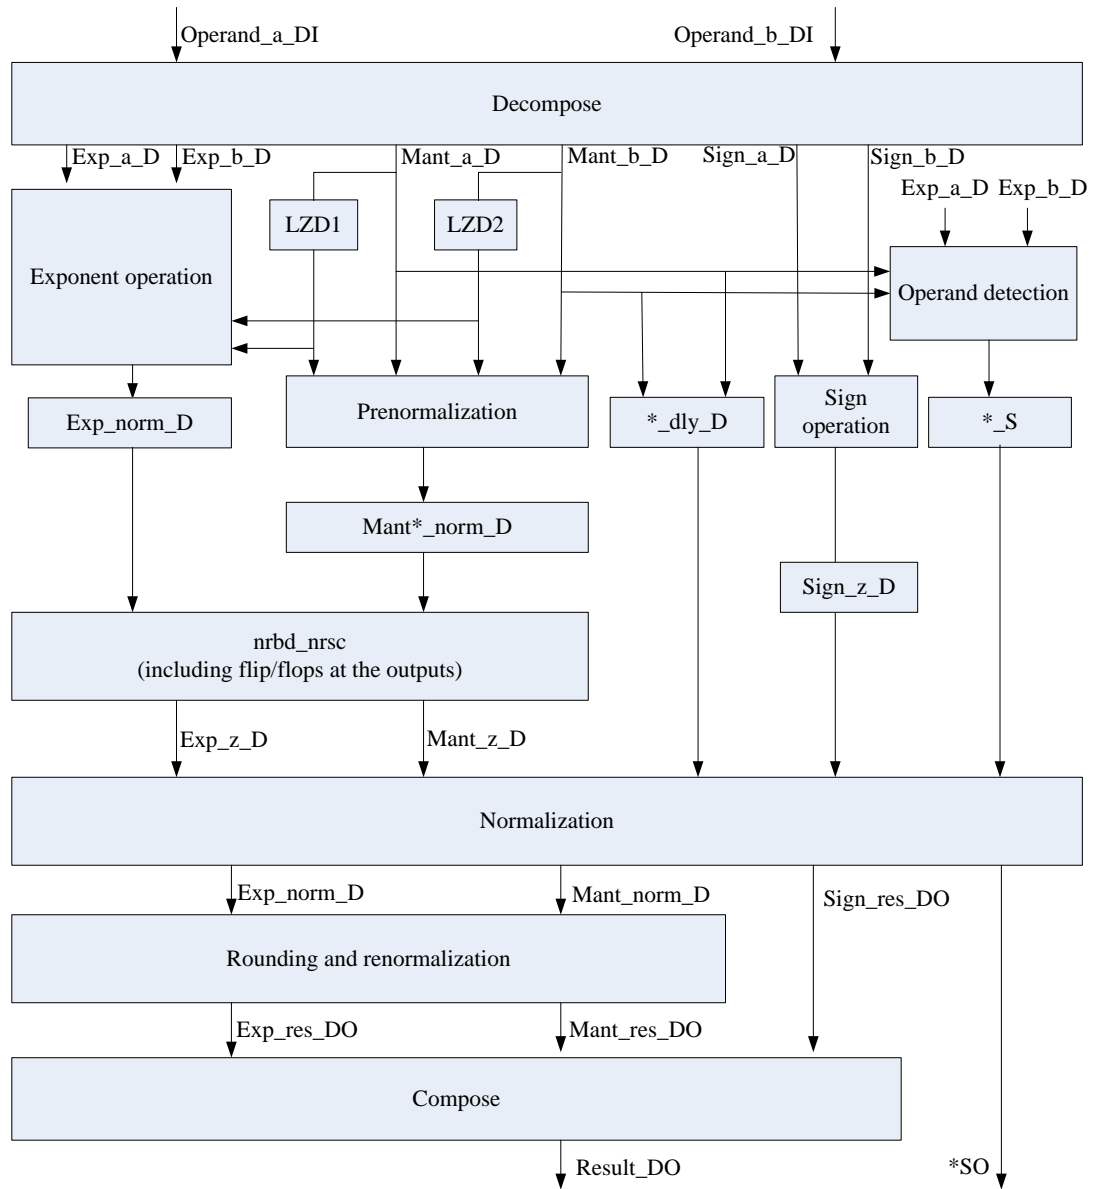 Operand_a_DI
Operand_b_DI
Decompose
Exp_a_D
Exp_b_D
Mant_a_D
Mant_b_D
Sign_a_D
Sign_b_D
Exp_a_D
Exp_b_D
LZD1
LZD2
Exponent operation
Operand detection
Exp_norm_D
Prenormalization
*_dly_D
Sign
operation
*_S
Mant*_norm_D
Sign_z_D
nrbd_nrsc
(including flip/flops at the outputs)
Exp_z_D
Mant_z_D
Normalization
Exp_norm_D
Mant_norm_D
Sign_res_DO
Rounding and renormalization
Exp_res_DO
Mant_res_DO
Compose
Result_DO
*SO